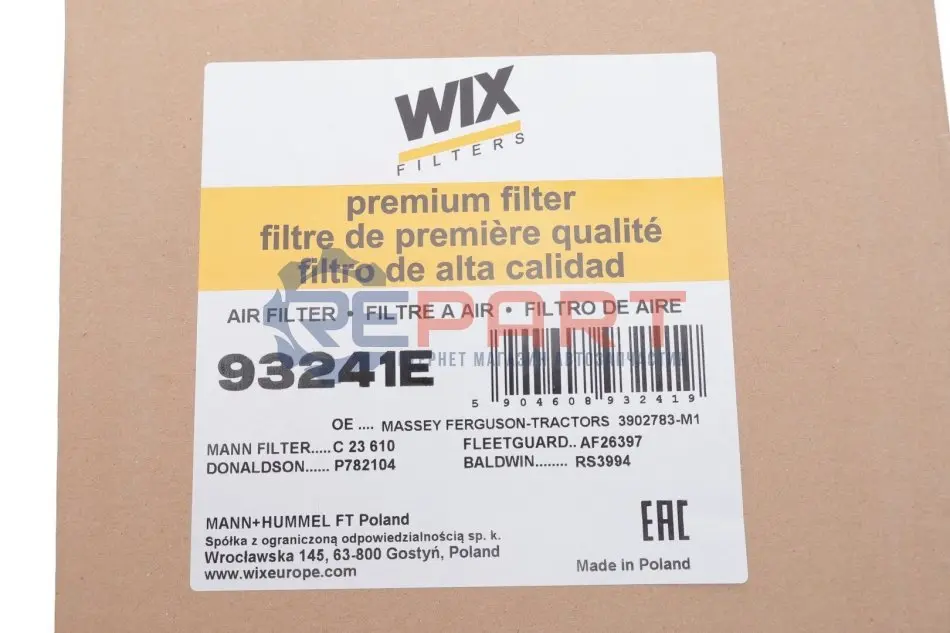 WIX
FILTERS
premium filter
filtre de première qualité
filtro de alta calidad
AIR FILTER • FILTRE A AIR • FILTRO DE AIRE
REPART
ИНТЕРНЕТ МАГАЗИН АВТОЗАПЧАСТИН
93241E
5 904608 932419
OE .... MASSEY FERGUSON-TRACTORS 3902783-M1
MANN FILTER.....C 23 610 FLEETGUARD.. AF26397
DONALDSON...... P782104 BALDWIN........ RS3994
MANN+HUMMEL FT Poland
Spółka z ograniczoną odpowiedzialnością sp. k.
Wrocławska 145, 63-800 Gostyń, Poland
www.wixeurope.com
EAC
Made in Poland